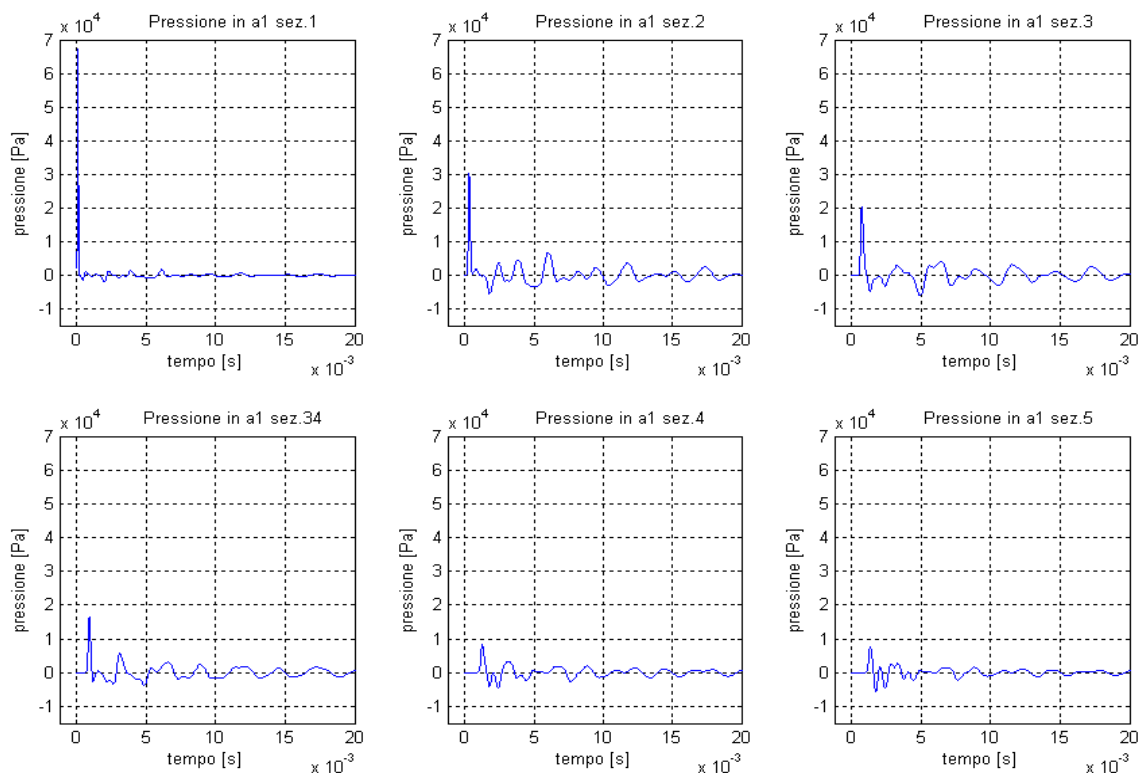 x 10^4 Pressione in a1 sez.1
7
6
5
4
3
2
1
0
-1
pressione [Pa]
0 5 10 15 20
tempo [s]
x 10^-3
x 10^4 Pressione in a1 sez.2
7
6
5
4
3
2
1
0
-1
pressione [Pa]
0 5 10 15 20
tempo [s]
x 10^-3
x 10^4 Pressione in a1 sez.3
7
6
5
4
3
2
1
0
-1
pressione [Pa]
0 5 10 15 20
tempo [s]
x 10^-3
x 10^4 Pressione in a1 sez.34
7
6
5
4
3
2
1
0
-1
pressione [Pa]
0 5 10 15 20
tempo [s]
x 10^-3
x 10^4 Pressione in a1 sez.4
7
6
5
4
3
2
1
0
-1
pressione [Pa]
0 5 10 15 20
tempo [s]
x 10^-3
x 10^4 Pressione in a1 sez.5
7
6
5
4
3
2
1
0
-1
pressione [Pa]
0 5 10 15 20
tempo [s]
x 10^-3